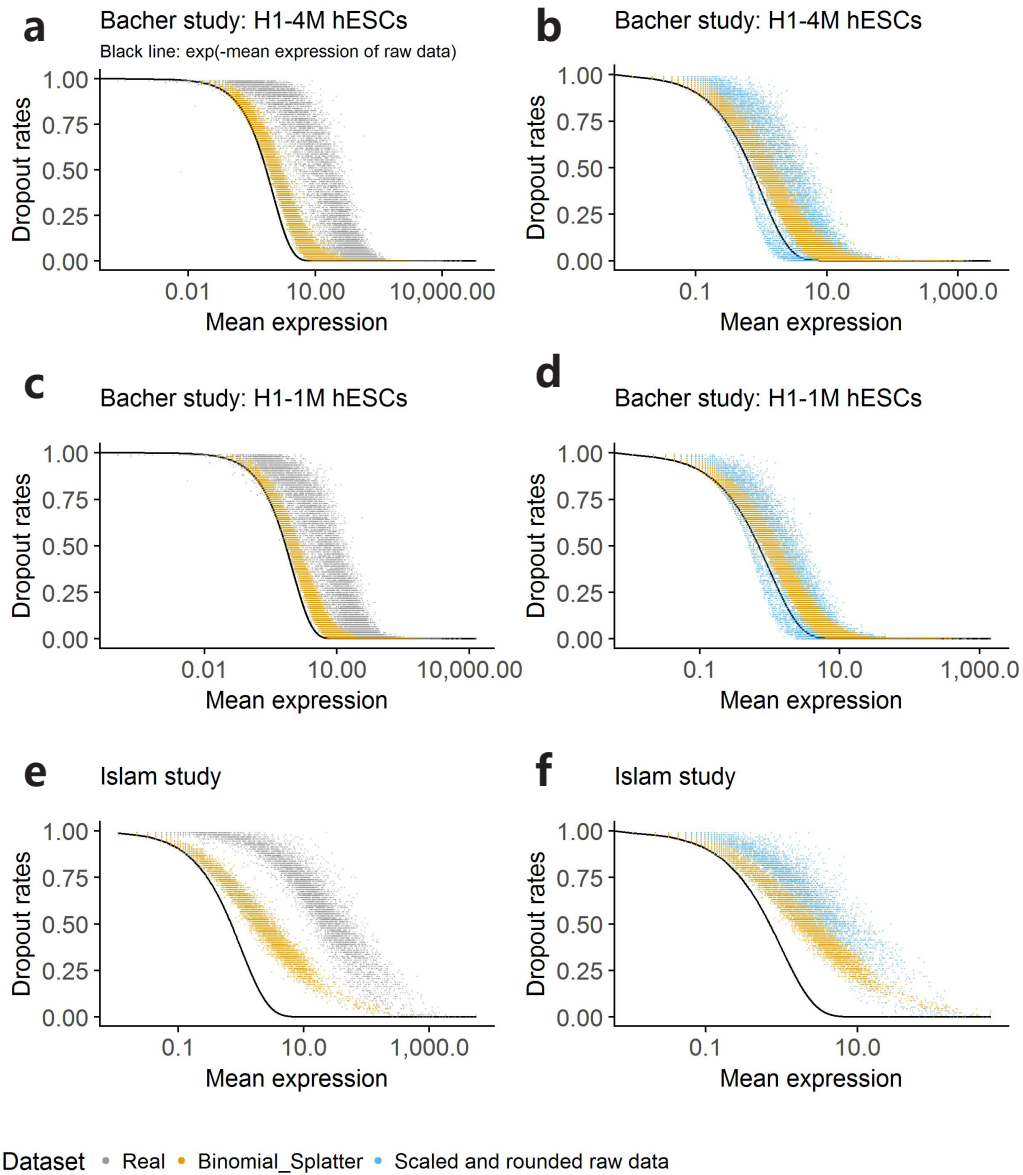 a
Bacher study: H1-4M hESCs
Black line: exp(-mean expression of raw data)
Dropout rates
1.00
0.75
0.50
0.25
0.00
0.01
10.00
10,000.00
Mean expression
b
Bacher study: H1-4M hESCs
Dropout rates
1.00
0.75
0.50
0.25
0.00
0.1
10.0
1,000.0
Mean expression
c
Bacher study: H1-1M hESCs
Dropout rates
1.00
0.75
0.50
0.25
0.00
0.01
10.00
10,000.00
Mean expression
d
Bacher study: H1-1M hESCs
Dropout rates
1.00
0.75
0.50
0.25
0.00
0.1
10.0
1,000.0
Mean expression
e
Islam study
Dropout rates
1.00
0.75
0.50
0.25
0.00
0.1
10.0
1,000.0
Mean expression
f
Islam study
Dropout rates
1.00
0.75
0.50
0.25
0.00
0.1
10.0
Mean expression
Dataset Real Binomial_Splatter Scaled and rounded raw data